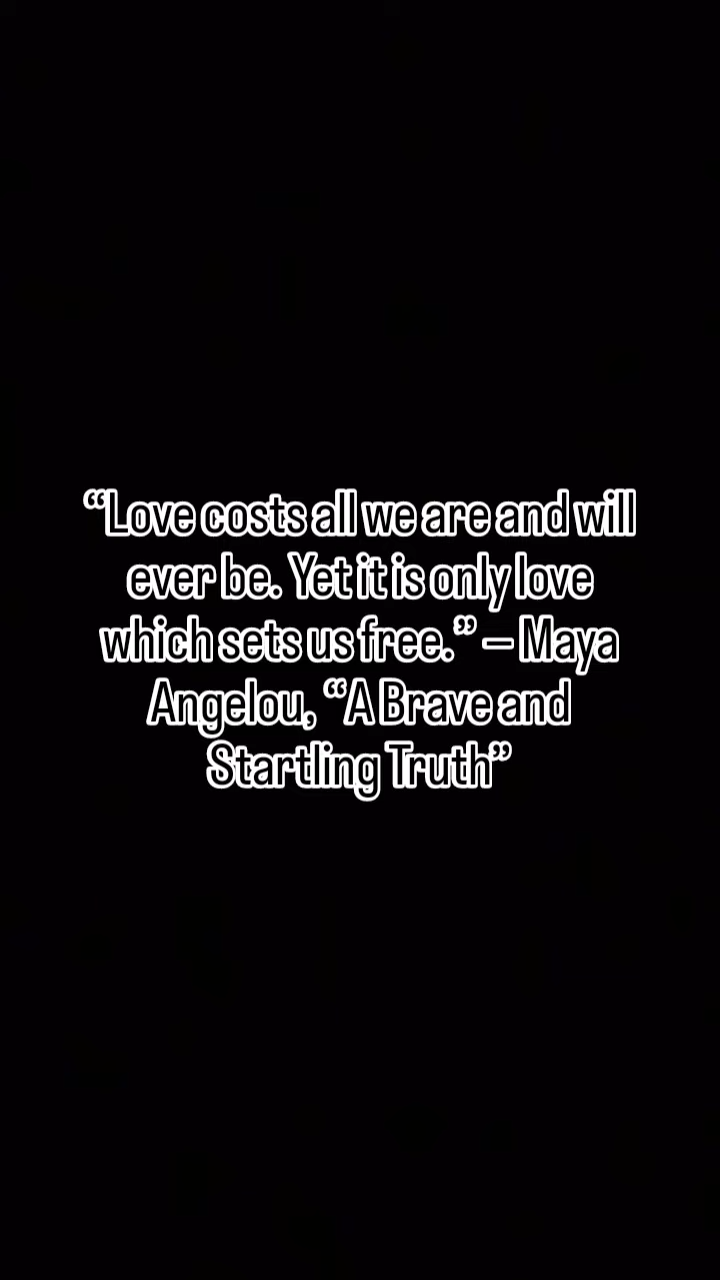 “Love costs all we are and will
ever be. Yet it is only love
which sets us free.” – Maya
Angelou, “A Brave and
Startling Truth”